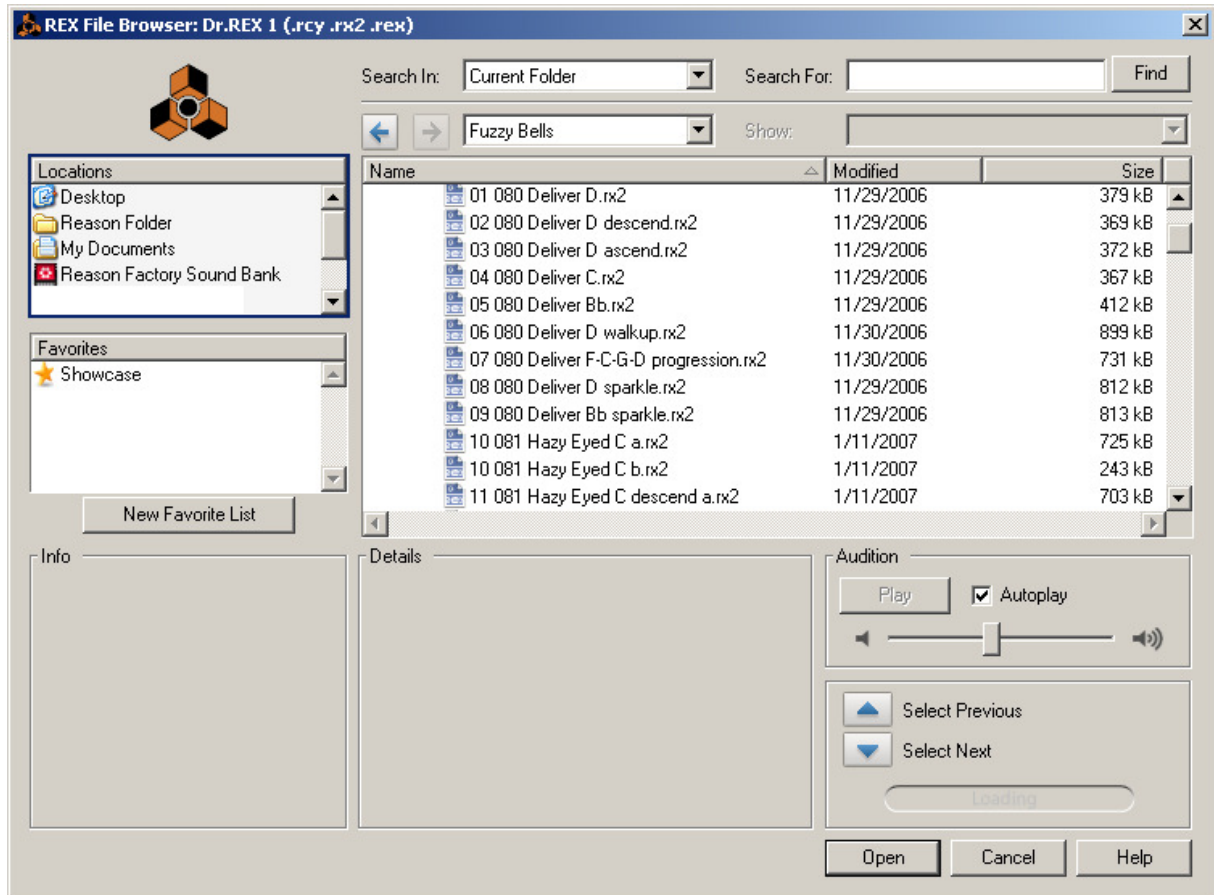 REX File Browser: Dr.REX 1 (.rcy .rx2 .rex)
Search In: Current Folder Search For: Find
Fuzzy Bells Show:
Locations
Desktop
Reason Folder
My Documents
Reason Factory Sound Bank
Favorites
Showcase
New Favorite List
Name Modified Size
01 080 Deliver D.rx2 11/29/2006 379 kB
02 080 Deliver D descend.rx2 11/29/2006 369 kB
03 080 Deliver D ascend.rx2 11/29/2006 372 kB
04 080 Deliver C.rx2 11/29/2006 367 kB
05 080 Deliver Bb.rx2 11/29/2006 412 kB
06 080 Deliver D walkup.rx2 11/30/2006 899 kB
07 080 Deliver F-C-G-D progression.rx2 11/30/2006 731 kB
08 080 Deliver D sparkle.rx2 11/29/2006 812 kB
09 080 Deliver Bb sparkle.rx2 11/29/2006 813 kB
10 081 Hazy Eyed C a.rx2 1/11/2007 725 kB
10 081 Hazy Eyed C b.rx2 1/11/2007 243 kB
11 081 Hazy Eyed C descend a.rx2 1/11/2007 703 kB
Info
Details
Audition
Play Autoplay
Select Previous
Select Next
Loading
Open Cancel Help